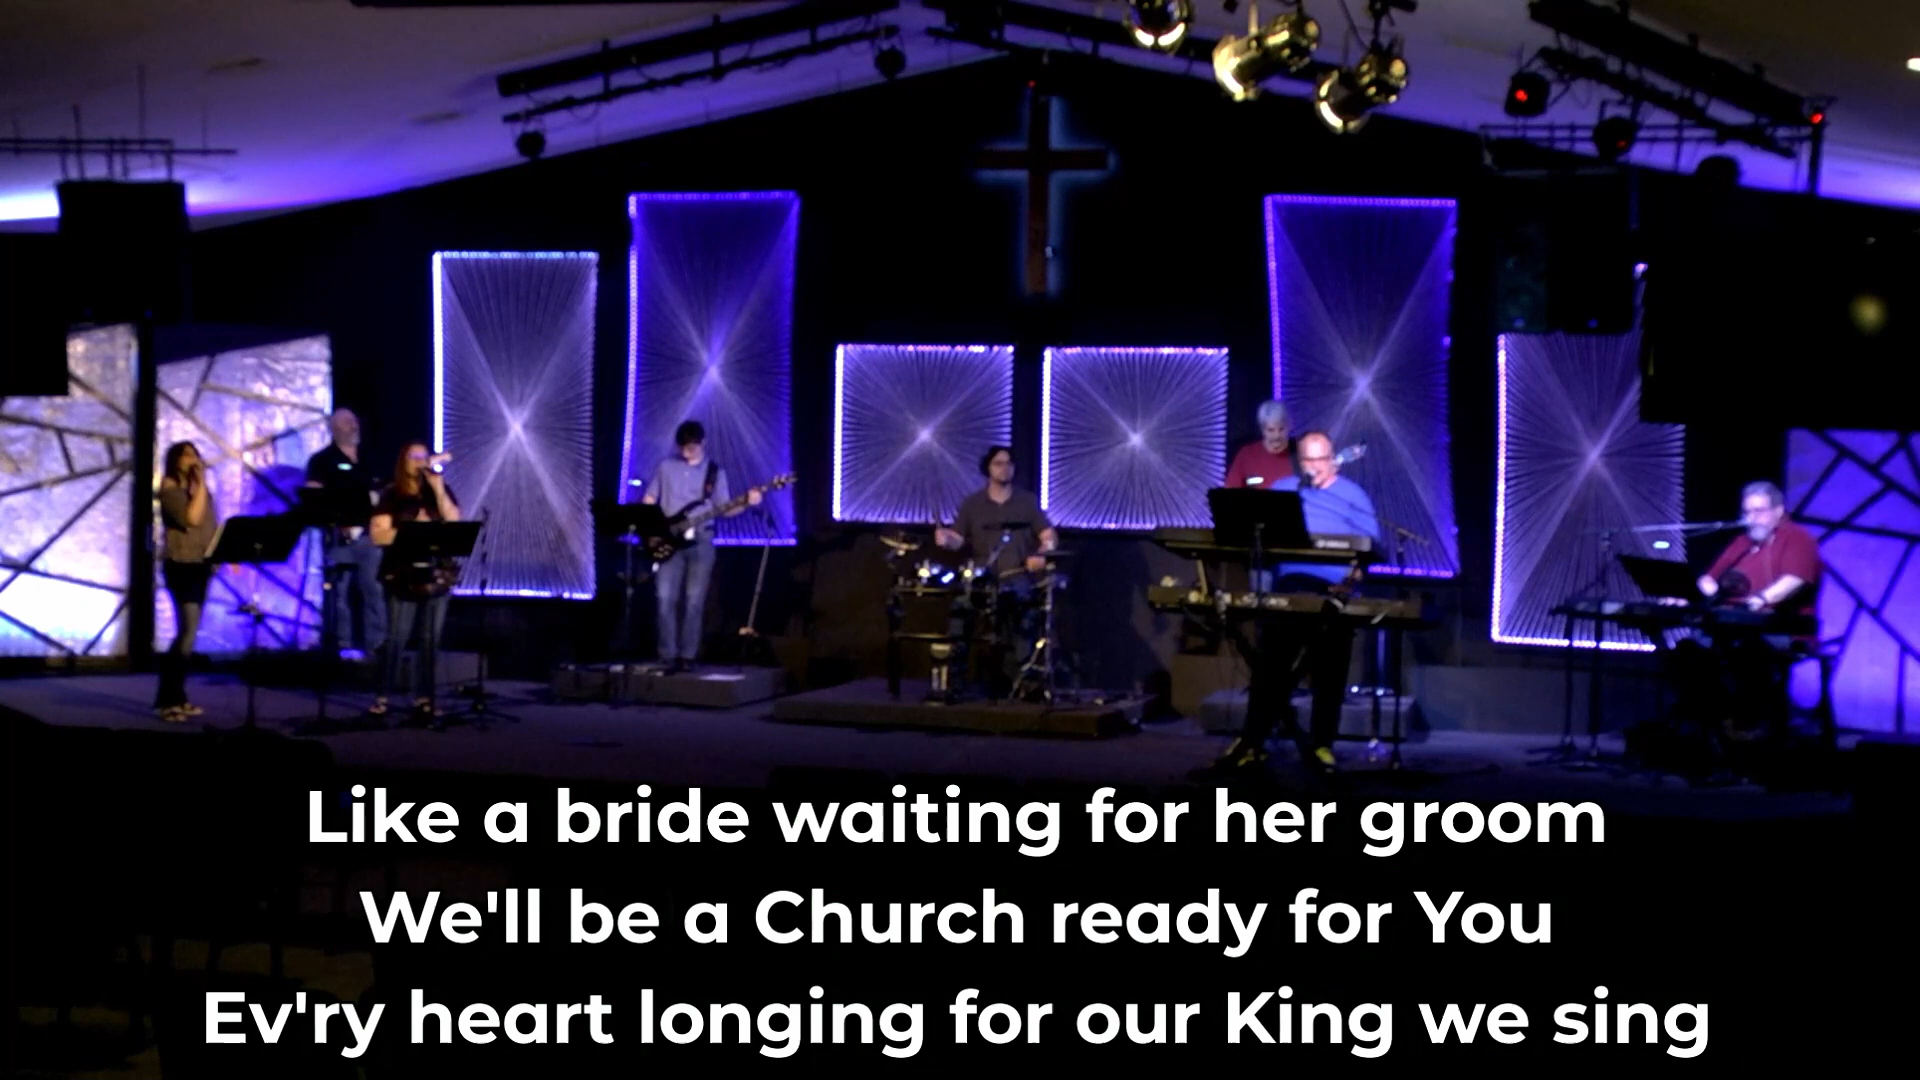 Like a bride waiting for her groom
We'll be a Church ready for You
Ev'ry heart longing for our King we sing